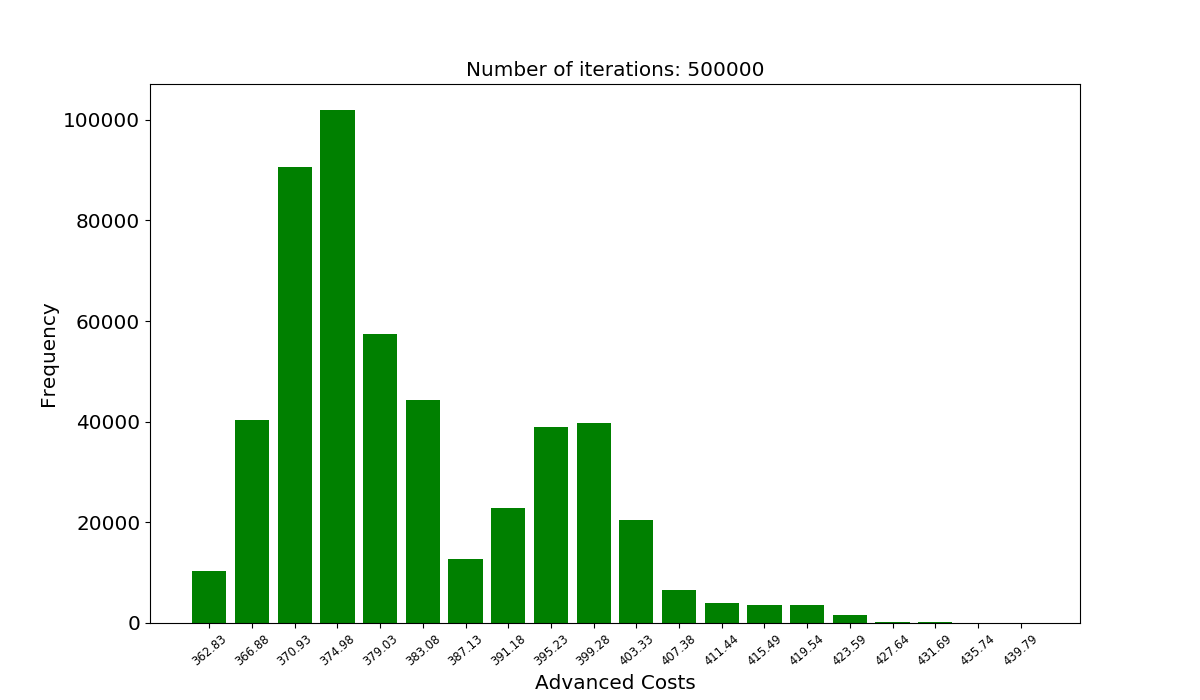 Number of iterations: 500000
100000
80000
60000
40000
20000
0
Frequency
362.83 366.88 370.93 374.98 379.03 383.08 387.13 391.18 395.23 399.28 403.33 407.38 411.44 415.49 419.54 423.59 427.64 431.69 435.74 439.79
Advanced Costs